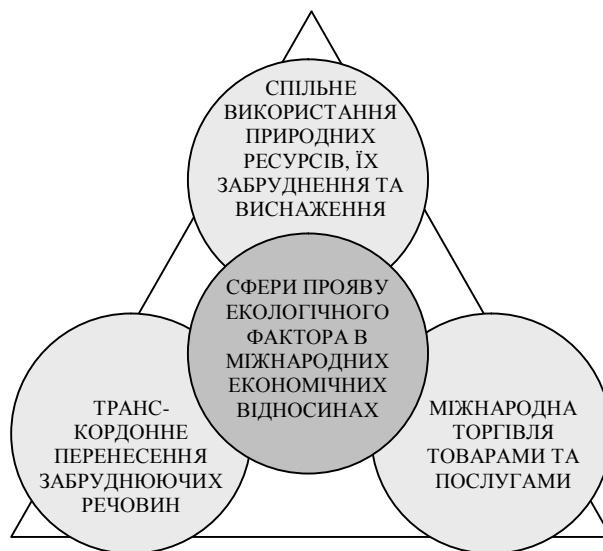 СПІЛЬНЕ
ВИКОРИСТАННЯ
ПРИРОДНИХ
РЕСУРСІВ, ЇХ
ЗАБРУДНЕННЯ ТА
ВИСНАЖЕННЯ
СФЕРИ ПРОЯВУ
ЕКОЛОГІЧНОГО
ФАКТОРА В
МІЖНАРОДНИХ
ЕКОНОМІЧНИХ
ВІДНОСИНАХ
ТРАНС-
КОРДОННЕ
ПЕРЕНЕСЕННЯ
ЗАБРУДНЮЮЧИХ
РЕЧОВИН
МІЖНАРОДНА
ТОРГІВЛЯ
ТОВАРАМИ ТА
ПОСЛУГАМИ